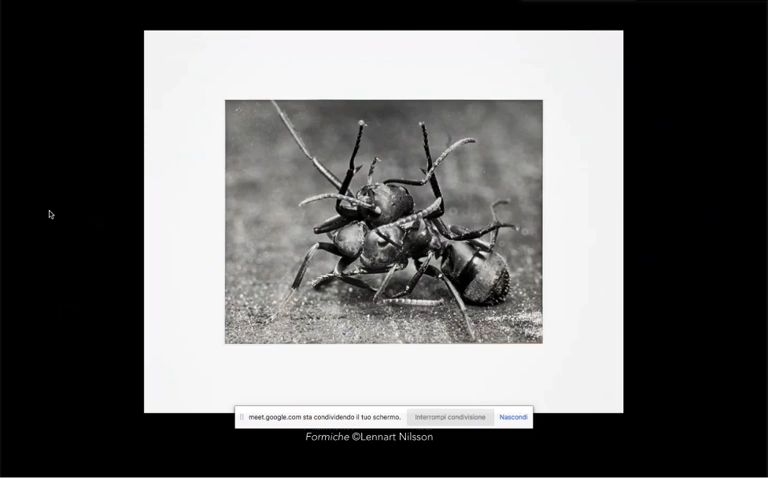 meet.google.com sta condividendo il tuo schermo. Interrompi condivisione Nascondi
Formiche ©Lennart Nilsson